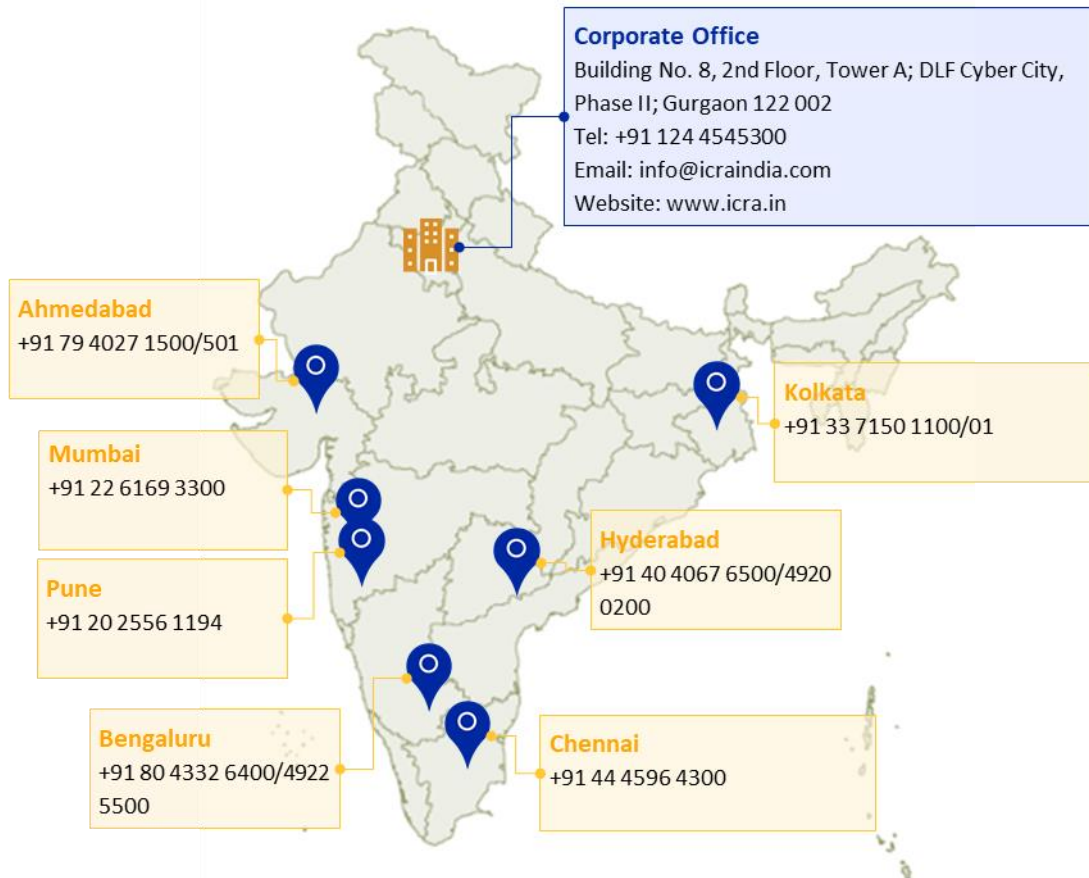 Corporate Office
Building No. 8, 2nd Floor, Tower A; DLF Cyber City,
Phase II; Gurgaon 122 002
Tel: +91 124 4545300
Email: info@icraindia.com
Website: www.icra.in
Ahmedabad
+91 79 4027 1500/501
Kolkata
+91 33 7150 1100/01
Mumbai
+91 22 6169 3300
Hyderabad
+91 40 4067 6500/4920
0200
Pune
+91 20 2556 1194
Bengaluru
+91 80 4332 6400/4922
5500
Chennai
+91 44 4596 4300